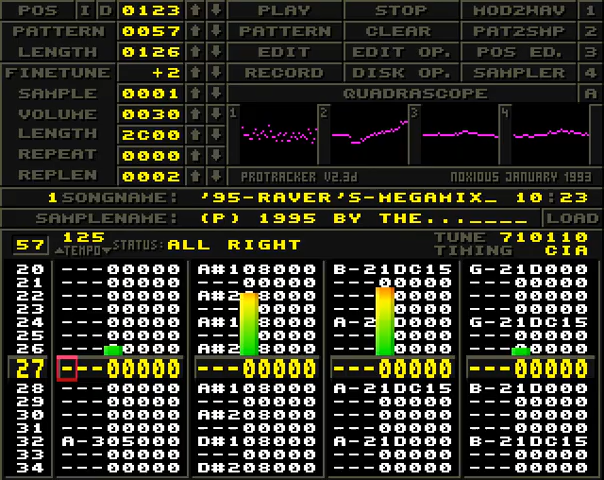 POS I D 0123 PLAY STOP MOD2WAV 1
PATTERN 0057 PATTERN CLEAR PAT2SMP 2
LENGTH 0126 EDIT EDIT OP. POS ED. 3
FINETUNE +2 RECORD DISK OP. SAMPLER 4
SAMPLE 0001 QUADRASCOPE A
VOLUME 0030 1 2 3 4
LENGTH 2C00
REPEAT 0000
REPLEN 0002 PROTRACKER V2.3d NOXIOUS JANUARY 1993
1 SONGNAME: '95-RAVER'S-MEGAMIX_ 10:23
SAMPLENAME: (P) 1995 BY THE...____ LOAD
57 125 TEMPO STATUS: ALL RIGHT TUNE 710110
TIMING CIA
20 ---00000 A#108000 B-21DC15 G-21D000
21 ---00000 ---00000 ---00000 ---00000
22 ---00000 A#208000 ---00000 ---00000
23 ---00000 ---00000 ---00000 ---00000
24 ---00000 A#108000 A-21DC15 G-21DC15
25 ---00000 ---00000 ---00000 ---00000
26 ---00000 A#208000 ---00000 ---00000
27 ---00000 ---00000 ---00000 ---00000
28 ---00000 A#108000 A-21DC15 B-21D000
29 ---00000 ---00000 ---00000 ---00000
30 ---00000 A#208000 ---00000 ---00000
31 ---00000 ---00000 ---00000 ---00000
32 A-305000 D#108000 A-21D000 B-21DC15
33 ---00000 ---00000 ---00000 ---00000
34 ---00000 D#208000 ---00000 ---00000